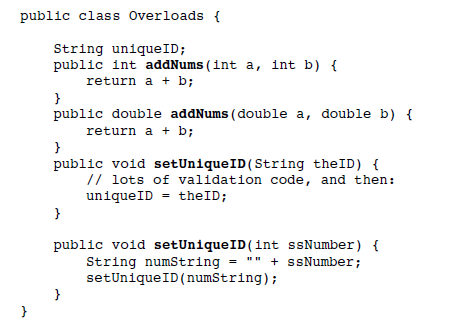 public class Overloads {
String uniqueID;
public int addNums(int a, int b) {
return a + b;
}
public double addNums(double a, double b) {
return a + b;
}
public void setUniqueID(String theID) {
// lots of validation code, and then:
uniqueID = theID;
}
public void setUniqueID(int ssNumber) {
String numString = "" + ssNumber;
setUniqueID(numString);
}
}